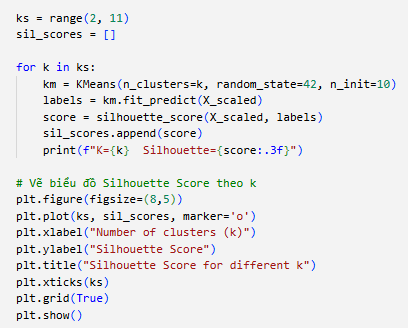 ks = range(2, 11)
sil_scores = []

for k in ks:
    km = KMeans(n_clusters=k, random_state=42, n_init=10)
    labels = km.fit_predict(X_scaled)
    score = silhouette_score(X_scaled, labels)
    sil_scores.append(score)
    print(f"K={k}  Silhouette={score:.3f}")

# Vẽ biểu đồ Silhouette Score theo k
plt.figure(figsize=(8,5))
plt.plot(ks, sil_scores, marker='o')
plt.xlabel("Number of clusters (k)")
plt.ylabel("Silhouette Score")
plt.title("Silhouette Score for different k")
plt.xticks(ks)
plt.grid(True)
plt.show()